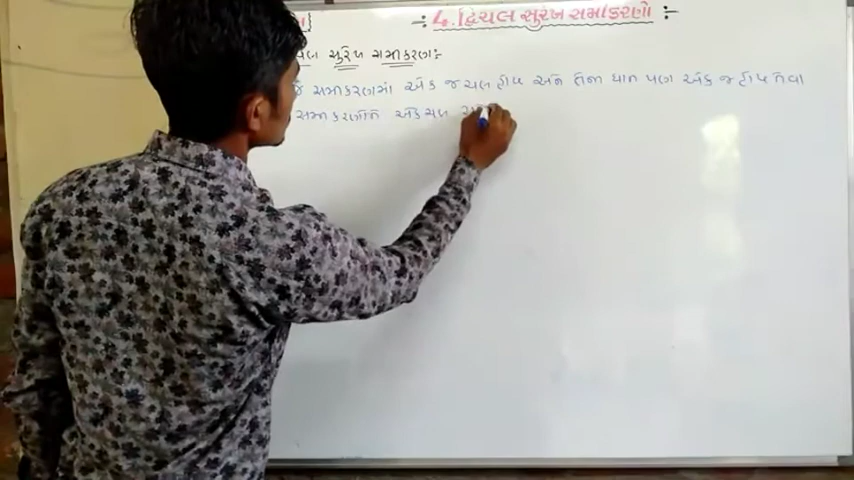 -: 4. દ્વિચલ સુરેખ સમીકરણો :-
ચલ સુરેખ સમીકરણ:-
જે સમીકરણમાં એક જ ચલ હોય અને તેના ઘાત પણ એક જ હોય તેવા
સમીકરણને એકચલ